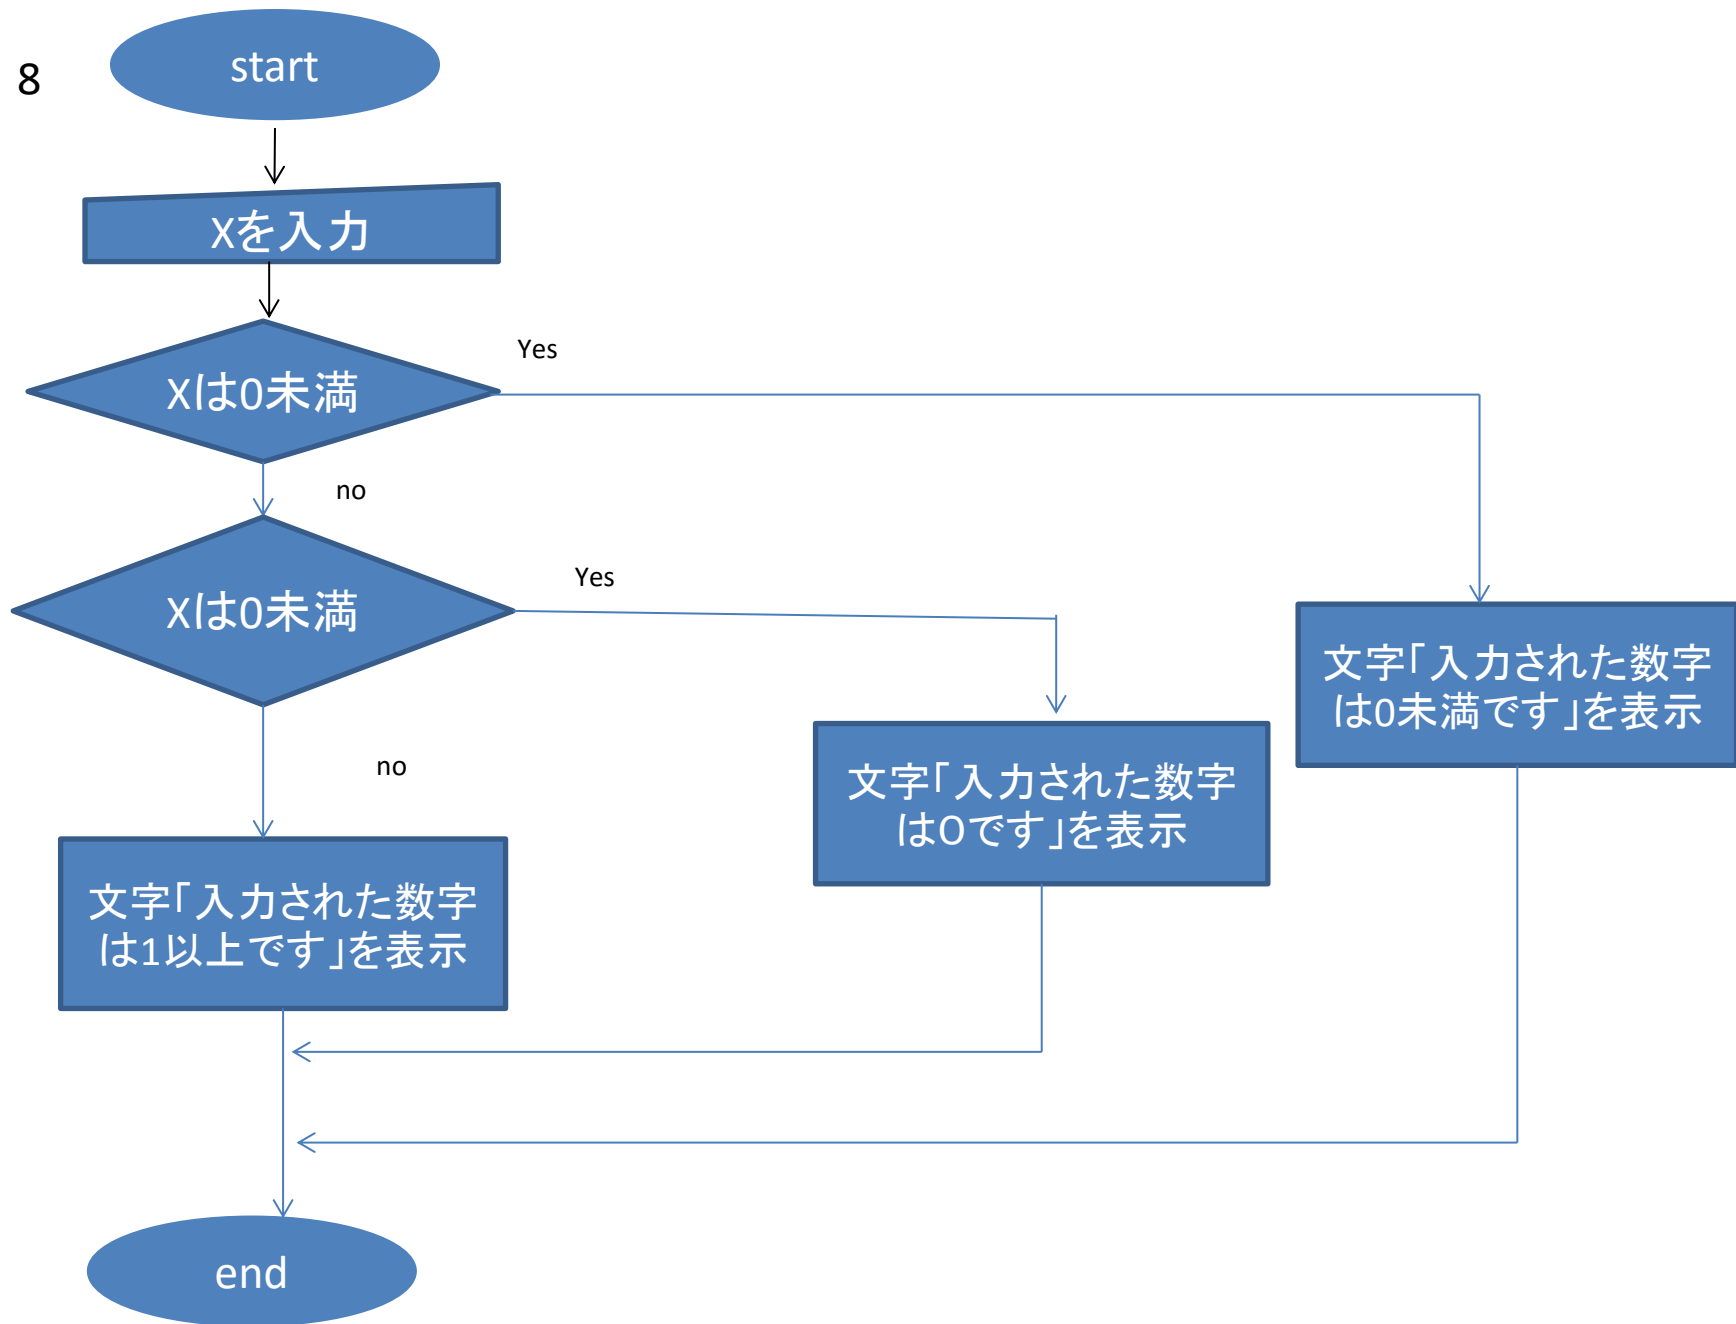 8
start
Xを入力
Xは0未満
Yes
no
Xは0未満
Yes
no
文字「入力された数字
は0未満です」を表示
文字「入力された数字
はOです」を表示
文字「入力された数字
は1以上です」を表示
end